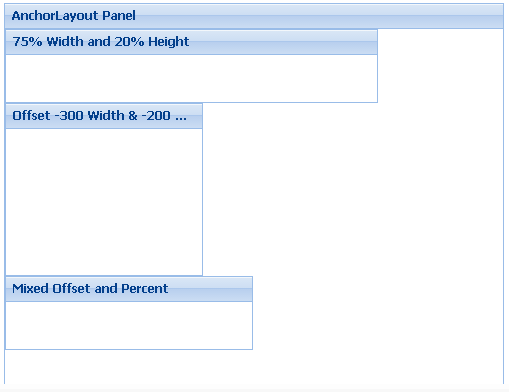 AnchorLayout Panel
75% Width and 20% Height
Offset -300 Width & -200 ...
Mixed Offset and Percent